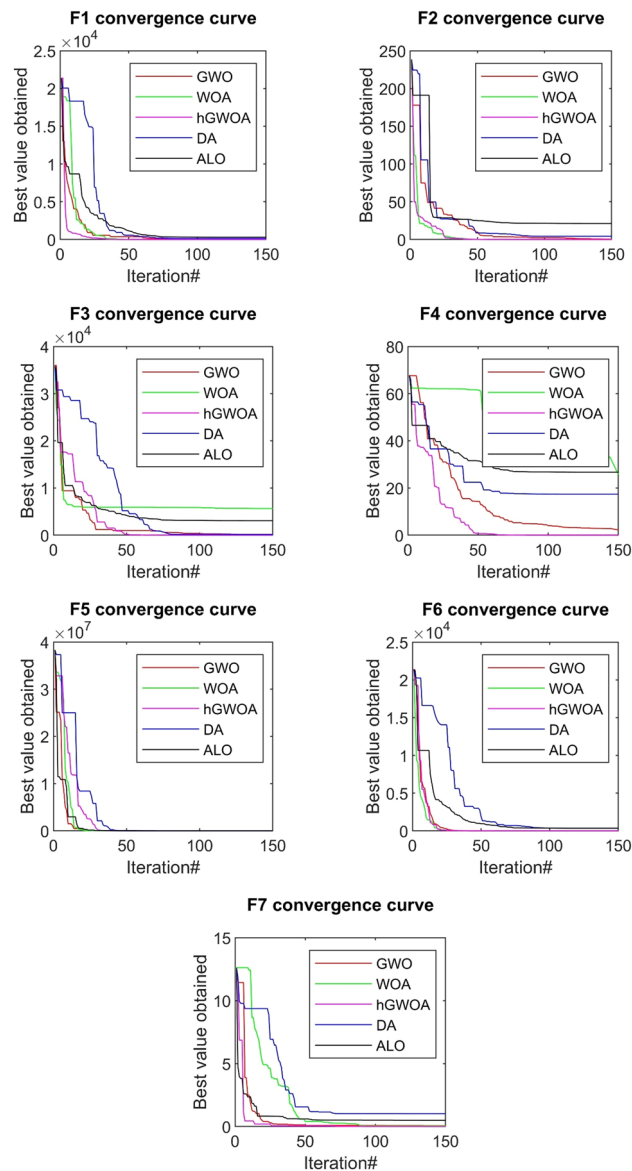 F1 convergence curve
×10^4
2.5
2
1.5
1
0.5
0
0 50 100 150
Best value obtained
Iteration#
GWO
WOA
hGWOA
DA
ALO
F2 convergence curve
250
200
150
100
50
0
0 50 100 150
Best value obtained
Iteration#
GWO
WOA
hGWOA
DA
ALO
F3 convergence curve
×10^4
4
3
2
1
0
0 50 100 150
Best value obtained
Iteration#
GWO
WOA
hGWOA
DA
ALO
F4 convergence curve
80
60
40
20
0
0 50 100 150
Best value obtained
Iteration#
GWO
WOA
hGWOA
DA
ALO
F5 convergence curve
×10^7
4
3
2
1
0
0 50 100 150
Best value obtained
Iteration#
GWO
WOA
hGWOA
DA
ALO
F6 convergence curve
×10^4
2.5
2
1.5
1
0.5
0
0 50 100 150
Best value obtained
Iteration#
GWO
WOA
hGWOA
DA
ALO
F7 convergence curve
15
10
5
0
0 50 100 150
Best value obtained
Iteration#
GWO
WOA
hGWOA
DA
ALO